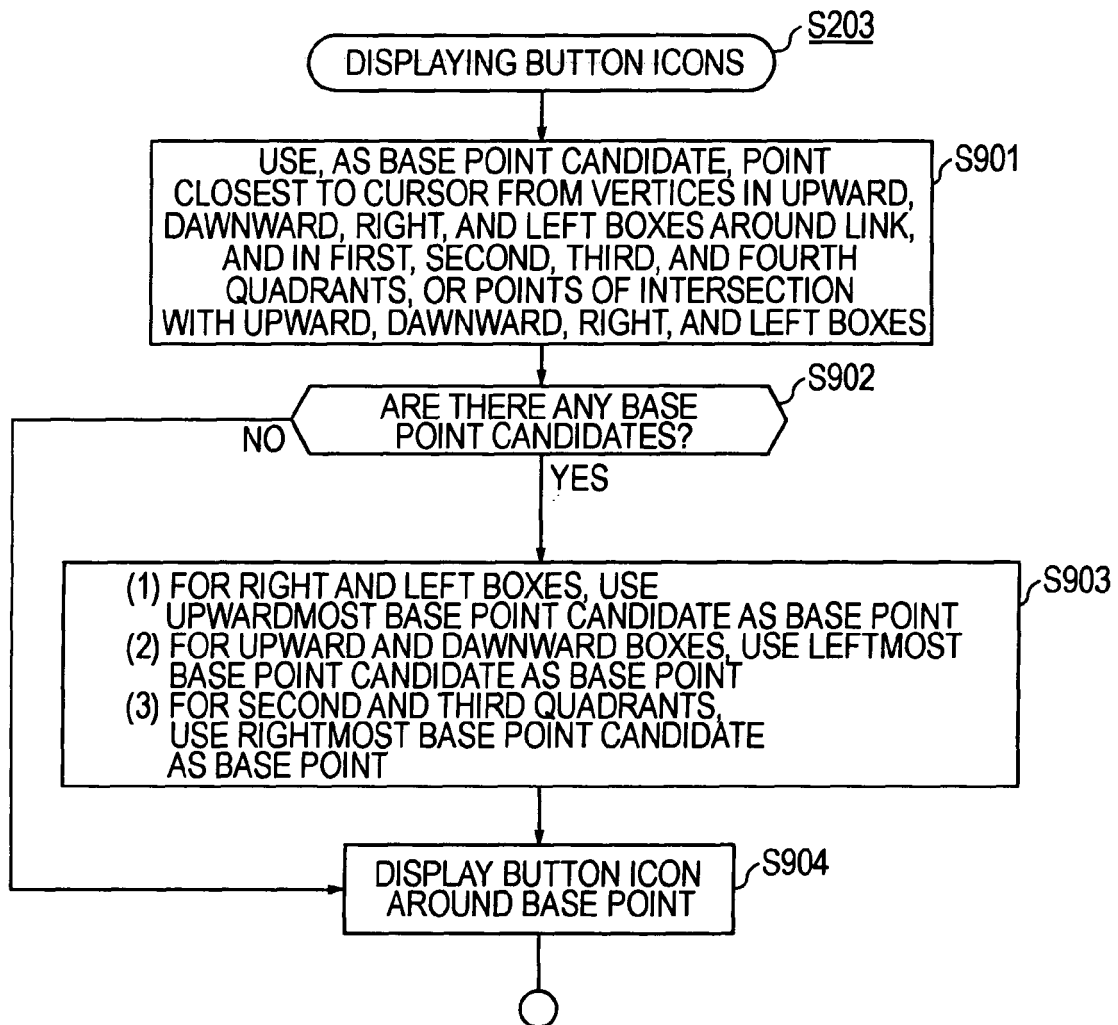 S203
DISPLAYING BUTTON ICONS
S901
USE, AS BASE POINT CANDIDATE, POINT
CLOSEST TO CURSOR FROM VERTICES IN UPWARD,
DAWNWARD, RIGHT, AND LEFT BOXES AROUND LINK,
AND IN FIRST, SECOND, THIRD, AND FOURTH
QUADRANTS, OR POINTS OF INTERSECTION
WITH UPWARD, DAWNWARD, RIGHT, AND LEFT BOXES
S902
ARE THERE ANY BASE
POINT CANDIDATES?
NO
YES
S903
(1) FOR RIGHT AND LEFT BOXES, USE
UPWARDMOST BASE POINT CANDIDATE AS BASE POINT
(2) FOR UPWARD AND DAWNWARD BOXES, USE LEFTMOST
BASE POINT CANDIDATE AS BASE POINT
(3) FOR SECOND AND THIRD QUADRANTS,
USE RIGHTMOST BASE POINT CANDIDATE
AS BASE POINT
S904
DISPLAY BUTTON ICON
AROUND BASE POINT